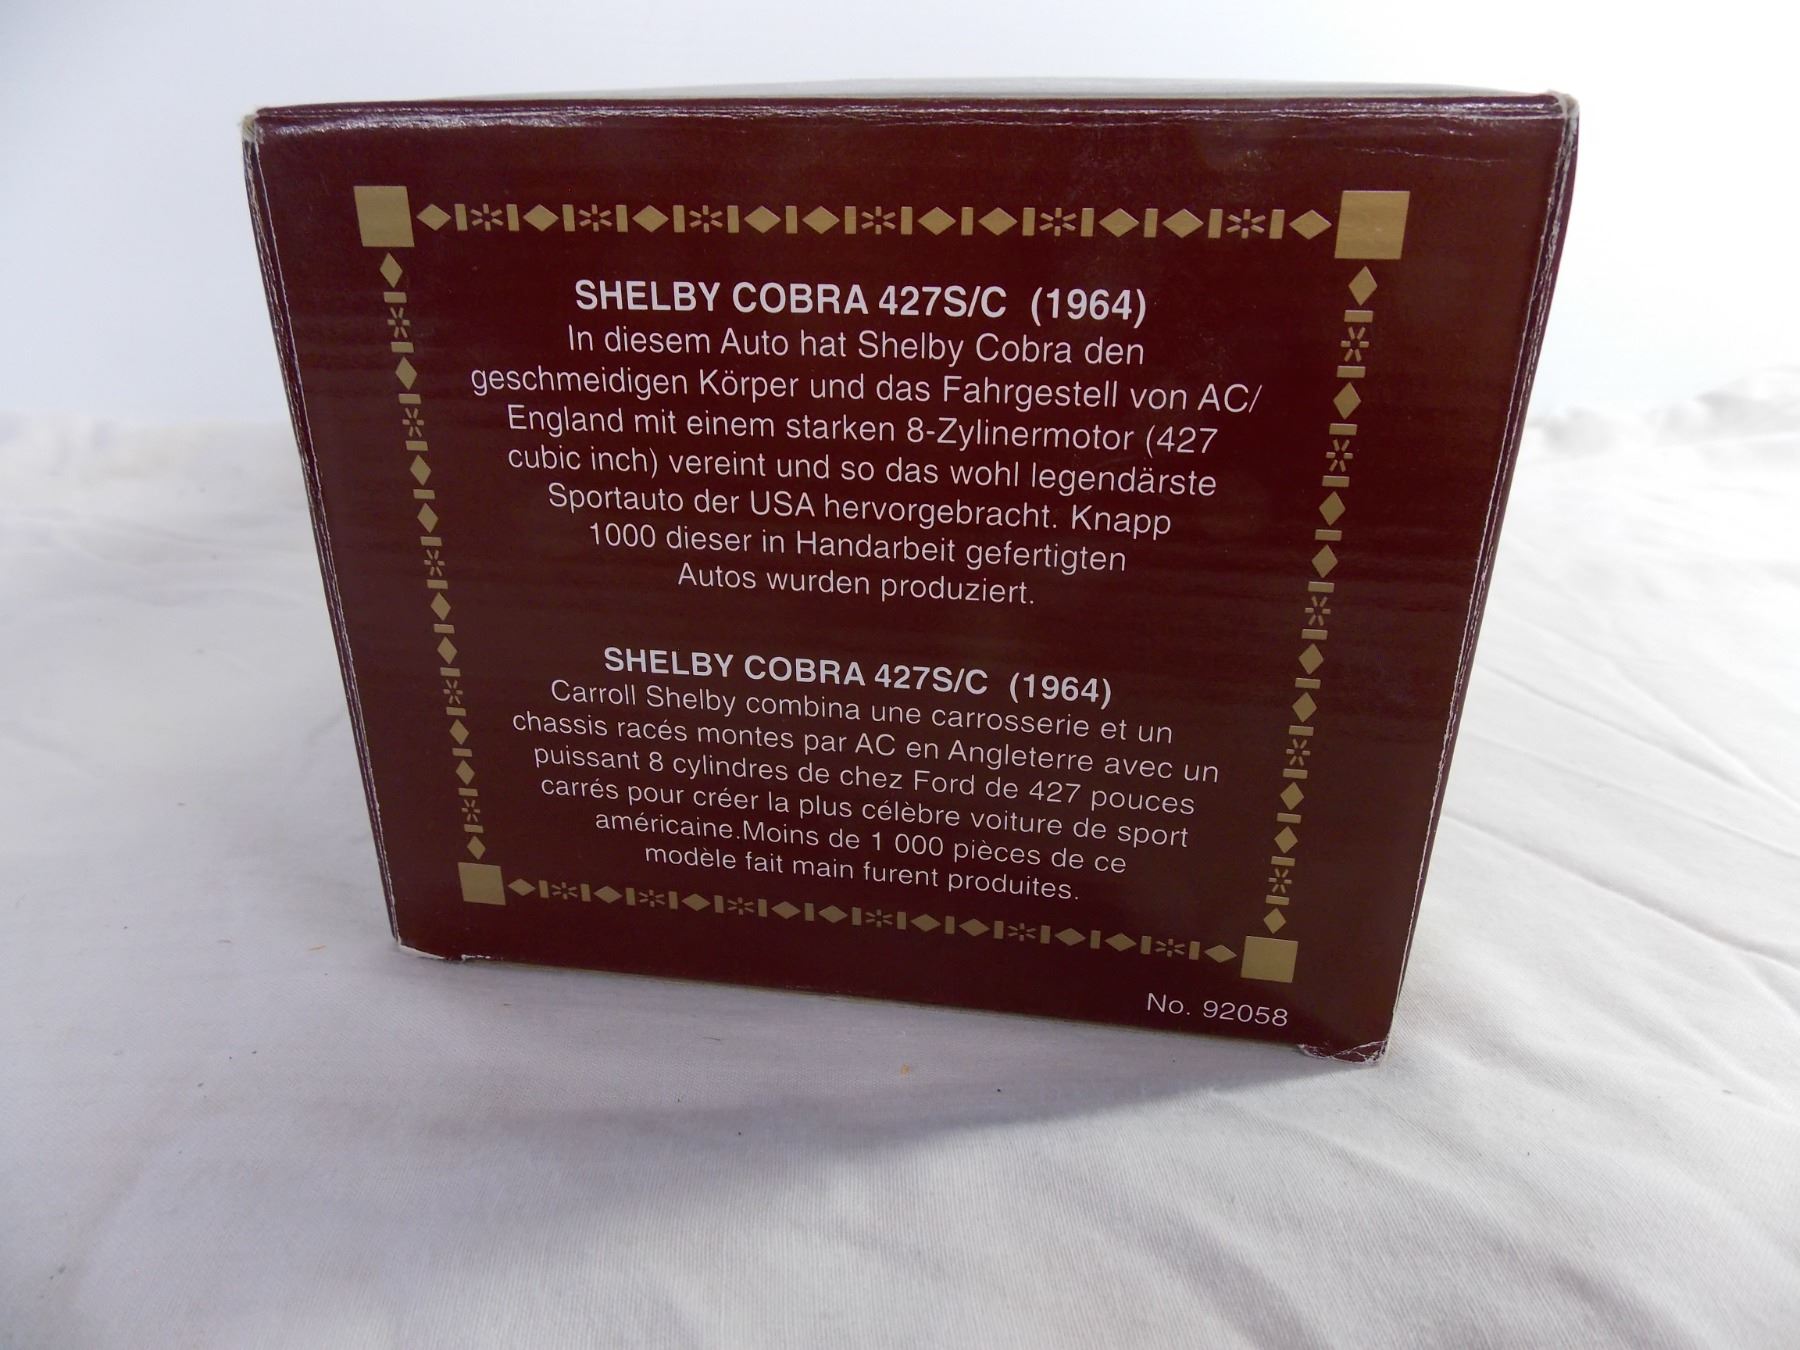 SHELBY COBRA 427S/C (1964)
In diesem Auto hat Shelby Cobra den
geschmeidigen Körper und das Fahrgestell von AC/
England mit einem starken 8-Zylinermotor (427
cubic inch) vereint und so das wohl legendärste
Sportauto der USA hervorgebracht. Knapp
1000 dieser in Handarbeit gefertigten
Autos wurden produziert.
SHELBY COBRA 427S/C (1964)
Carroll Shelby combina une carrosserie et un
chassis racés montes par AC en Angleterre avec un
puissant 8 cylindres de chez Ford de 427 pouces
carrés pour créer la plus célèbre voiture de sport
américaine.Moins de 1 000 pièces de ce
modèle fait main furent produites.
No. 92058